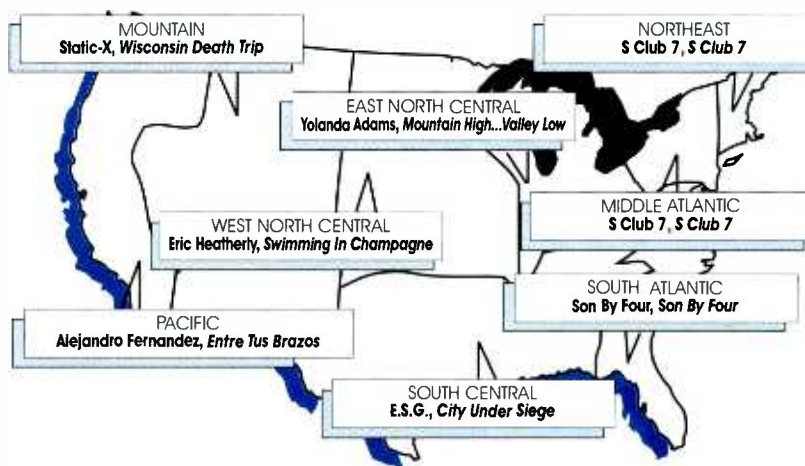 MOUNTAIN
Static-X, Wisconsin Death Trip
NORTHEAST
S Club 7, S Club 7
EAST NORTH CENTRAL
Yolanda Adams, Mountain High...Valley Low
WEST NORTH CENTRAL
Eric Heatherly, Swimming In Champagne
MIDDLE ATLANTIC
S Club 7, S Club 7
SOUTH ATLANTIC
Son By Four, Son By Four
PACIFIC
Alejandro Fernandez, Entre Tus Brazos
SOUTH CENTRAL
E.S.G., City Under Siege